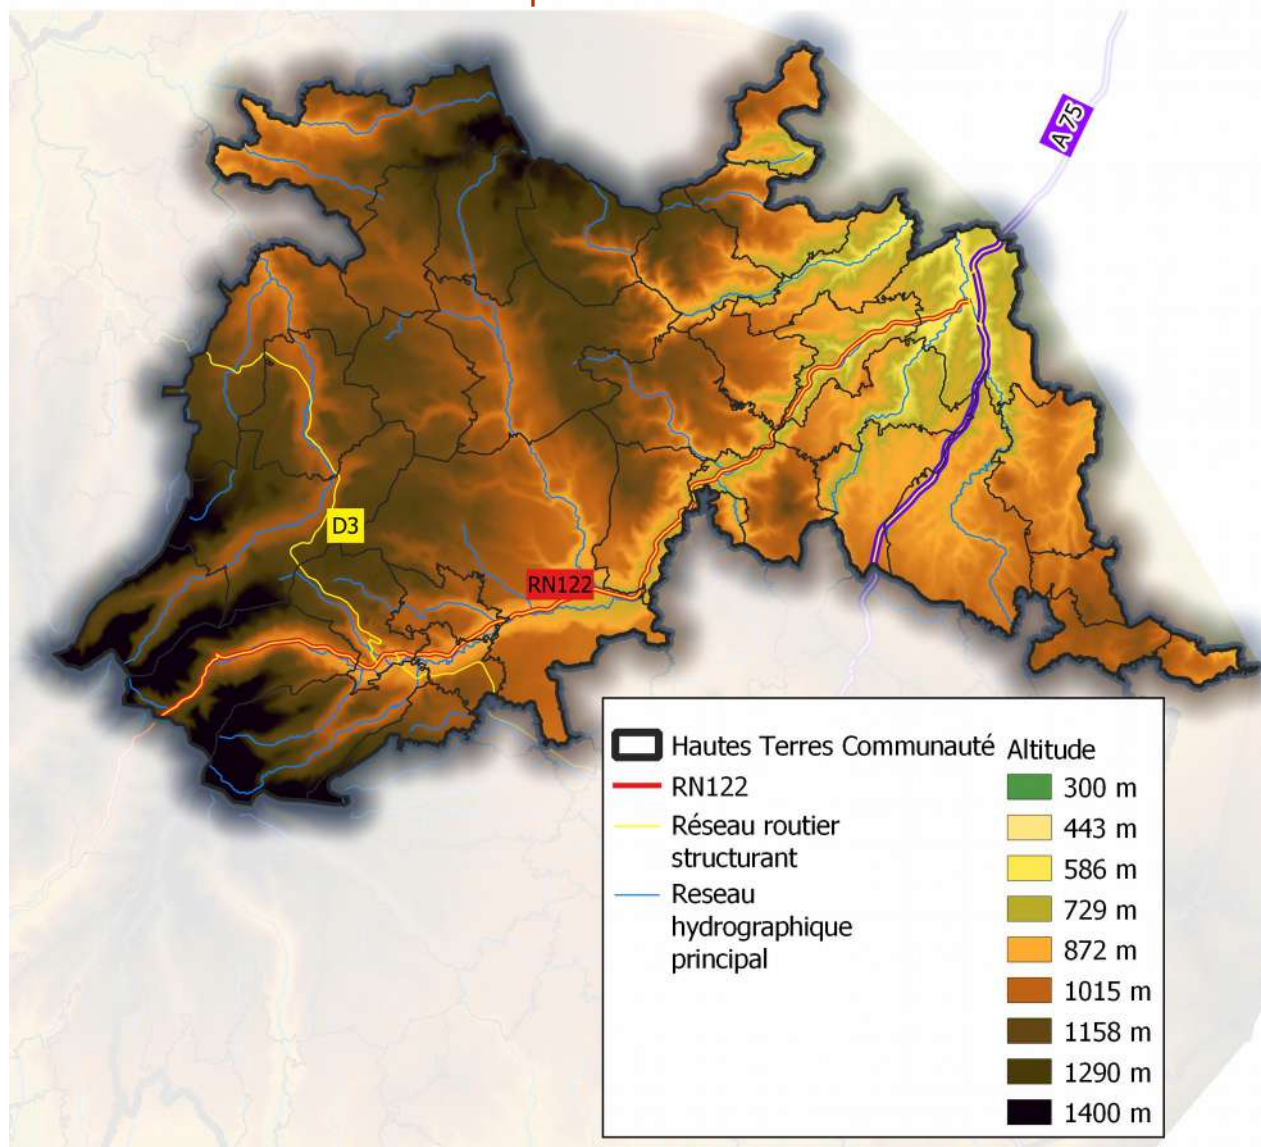 A 75
D3
RN122
Hautes Terres Communauté
RN122
Réseau routier
structurant
Reseau
hydrographique
principal
Altitude
300 m
443 m
586 m
729 m
872 m
1015 m
1158 m
1290 m
1400 m